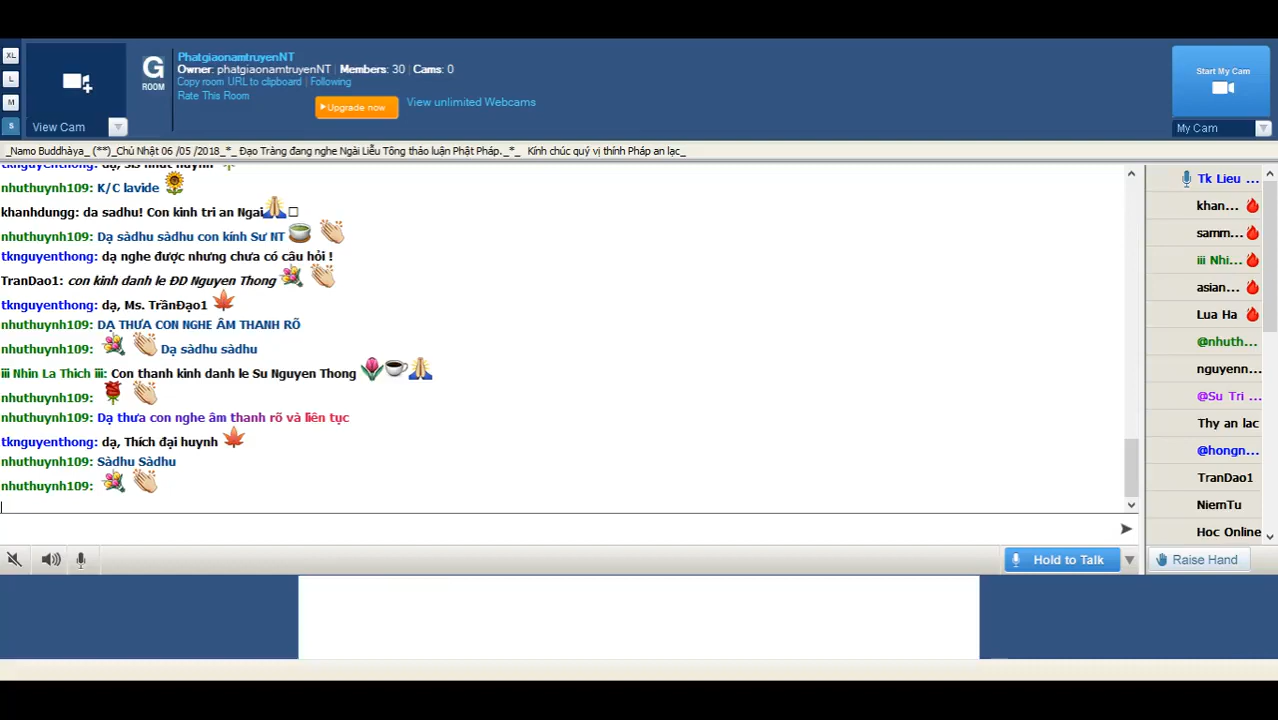 XL
L
M
S
View Cam
G
ROOM
PhatgiaonamtruyenNT
Owner: phatgiaonamtruyenNT | Members: 30 | Cams: 0
Copy room URL to clipboard | Following
Rate This Room
Upgrade now
View unlimited Webcams
Start My Cam
My Cam
_Namo Buddhàya_ (**)_Chủ Nhật 06 /05 /2018_*_ Đạo Tràng đang nghe Ngài Liễu Tông thảo luận Phật Pháp._*_ Kính chúc quý vị thính Pháp an lạc_
nhuthuynh109: K/C lavide
khanhdungg: da sadhu! Con kinh tri an Ngai
nhuthuynh109: Dạ sàdhu sàdhu con kính Sư NT
tknguyenthong: dạ nghe được nhưng chưa có câu hỏi !
TranDao1: con kinh danh le ĐD Nguyen Thong
tknguyenthong: dạ, Ms. TrầnĐạo1
nhuthuynh109: DẠ THƯA CON NGHE ÂM THANH RÕ
nhuthuynh109: Dạ sàdhu sàdhu
iii Nhin La Thich iii: Con thanh kinh danh le Su Nguyen Thong
nhuthuynh109:
nhuthuynh109: Dạ thưa con nghe âm thanh rõ và liên tục
tknguyenthong: dạ, Thích đại huynh
nhuthuynh109: Sàdhu Sàdhu
nhuthuynh109:
Tk Lieu ...
khan...
samm...
iii Nhi...
asian...
Lua Ha
@nhuth...
nguyenn...
@Su Tri ...
Thy an lac
@hongn...
TranDao1
NiemTu
Hoc Online
Hold to Talk
Raise Hand